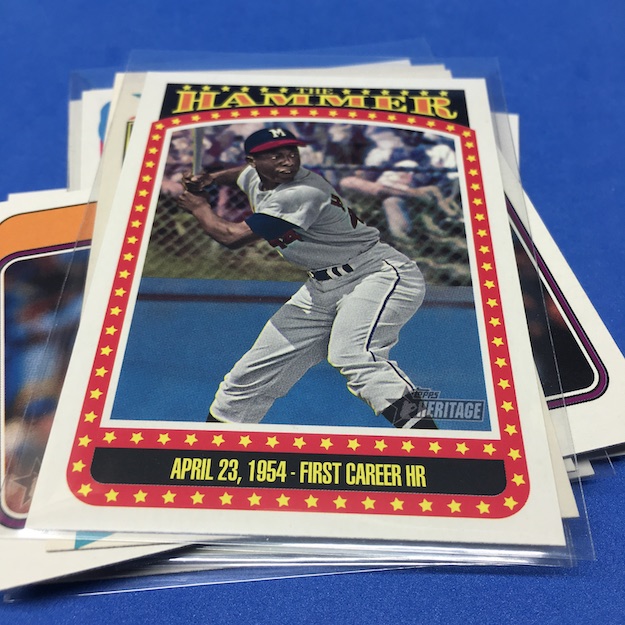 THE
HAMMER
M
TOPPS
HERITAGE
APRIL 23, 1954 - FIRST CAREER HR